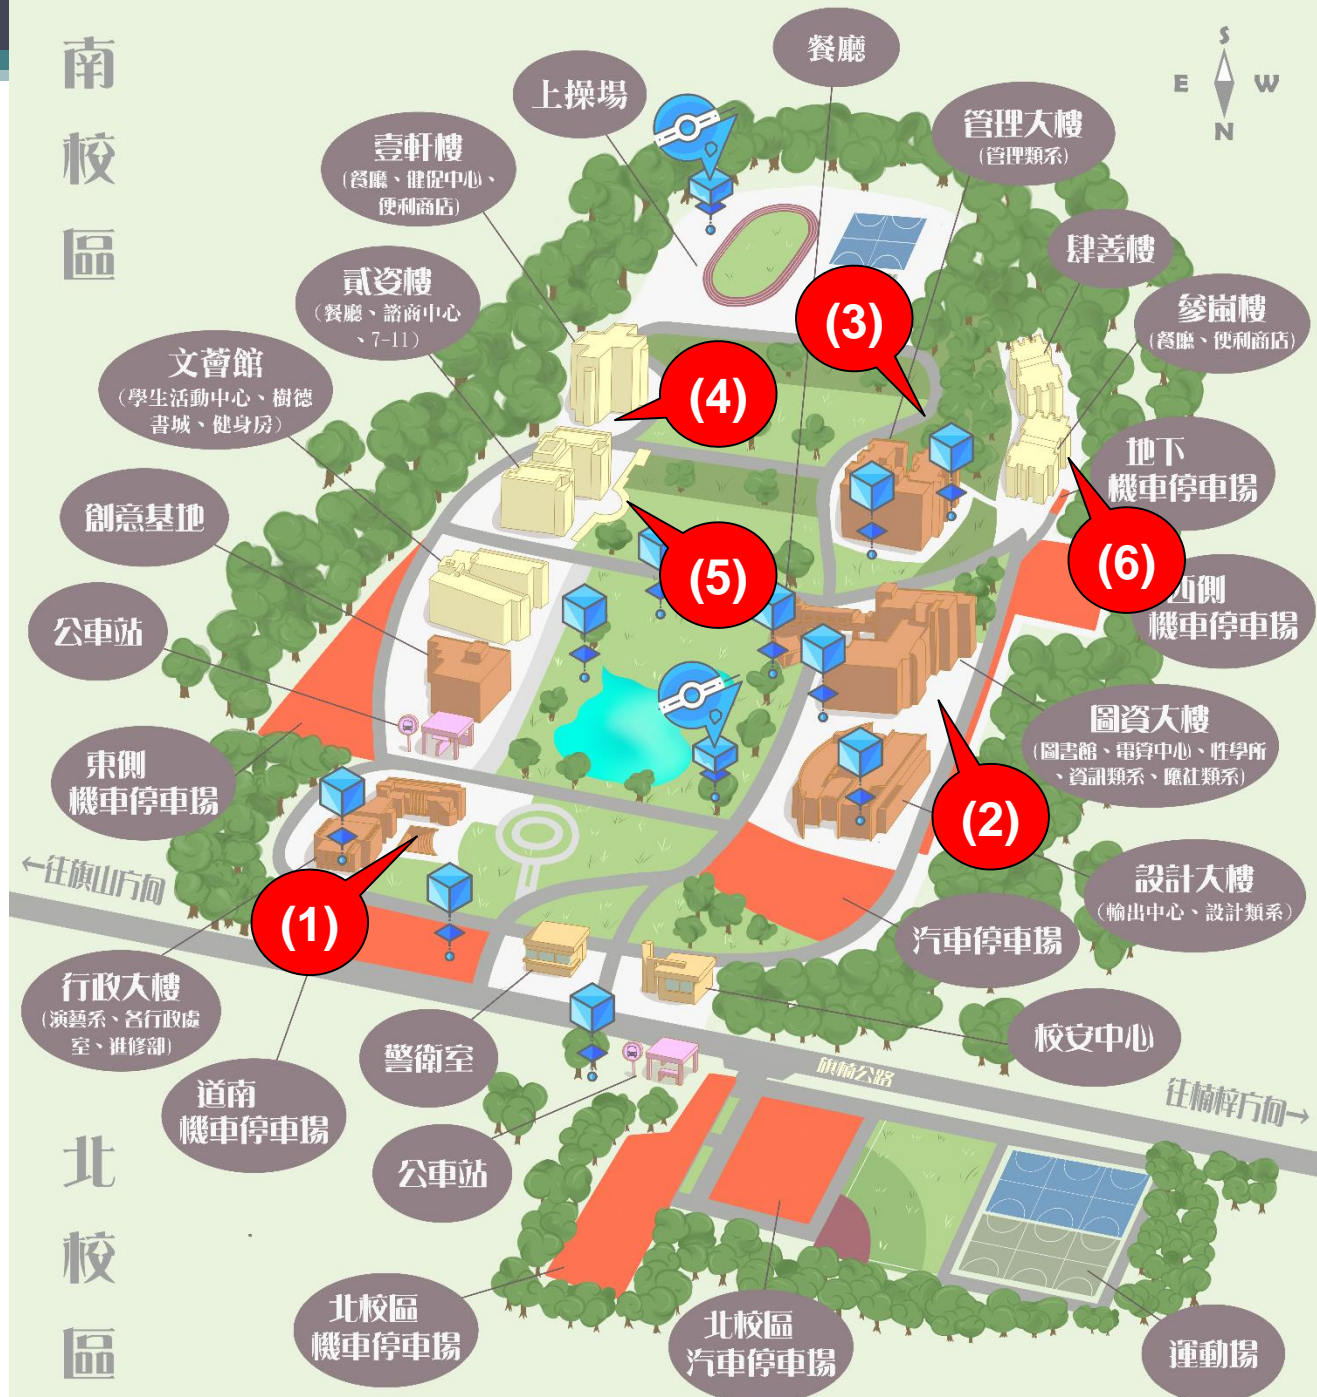 南校區
上操場
餐廳
S
E
W
N
管理大樓
(管理類系)
壹軒樓
(餐廳、健促中心、
便利商店)
肆善樓
貳姿樓
(餐廳、諮商中心
、7-11)
參嵐樓
(餐廳、便利商店)
(3)
文薈館
(學生活動中心、樹德
書城、健身房)
(4)
地下
機車停車場
創意基地
(5)
(6)
西側
機車停車場
公車站
圖資大樓
(圖書館、電算中心、性學所
、資訊類系、應社類系)
東側
機車停車場
(2)
←往旗山方向
設計大樓
(輸出中心、設計類系)
(1)
汽車停車場
行政大樓
(演藝系、各行政處
室、進修部)
校安中心
警衛室
旗楠公路
往楠梓方向→
道南
機車停車場
公車站
北校區
北校區
機車停車場
北校區
汽車停車場
運動場